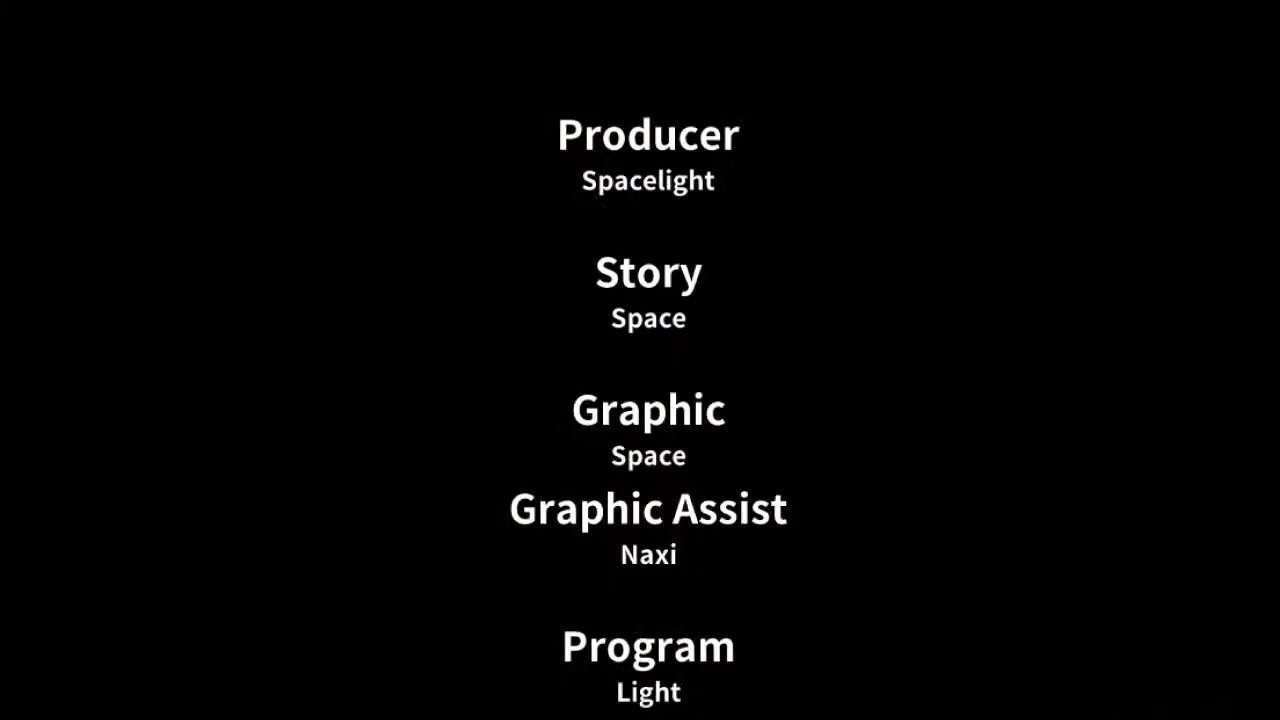 Producer
Spacelight
Story
Space
Graphic
Space
Graphic Assist
Naxi
Program
Light